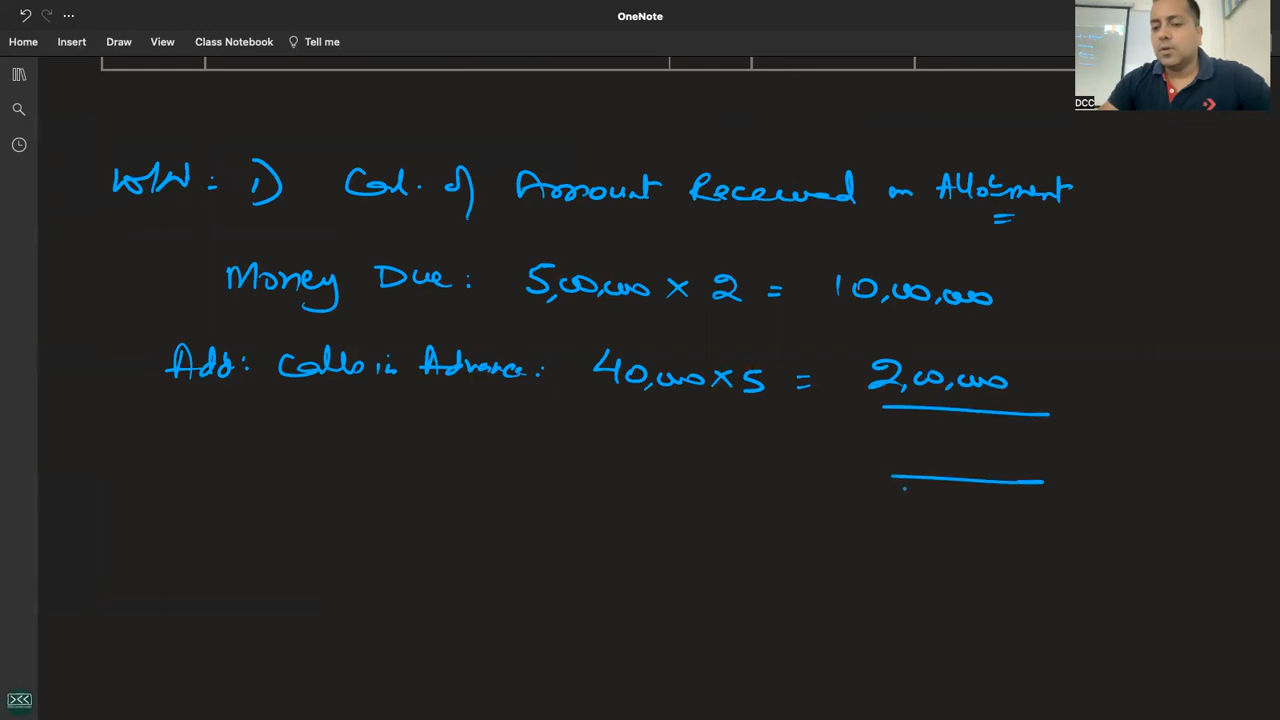 OneNote
Home Insert Draw View Class Notebook Tell me
DCC
W/N: 1) Cal. of Amount Received on Allotment
Money Due: 5,00,000 × 2 = 10,00,000
Add: Calls in Advance: 40,000 × 5 = 2,00,000